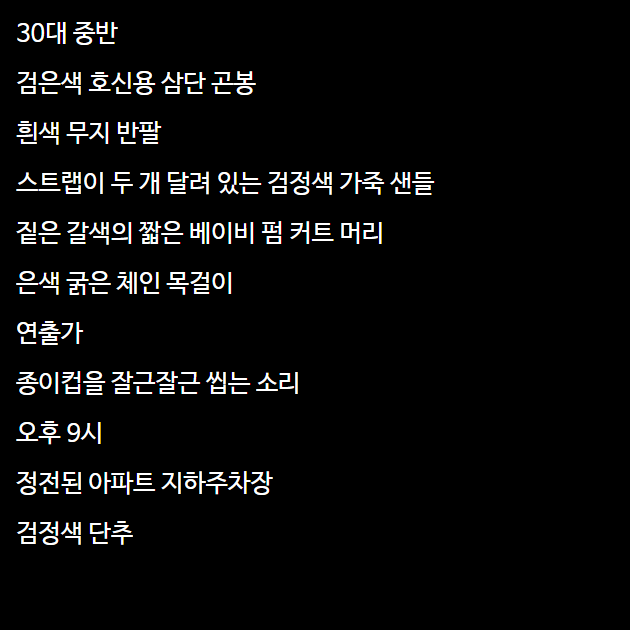 30대 중반
검은색 호신용 삼단 곤봉
흰색 무지 반팔
스트랩이 두 개 달려 있는 검정색 가죽 샌들
짙은 갈색의 짧은 베이비 펌 커트 머리
은색 굵은 체인 목걸이
연출가
종이컵을 잘근잘근 씹는 소리
오후 9시
정전된 아파트 지하주차장
검정색 단추